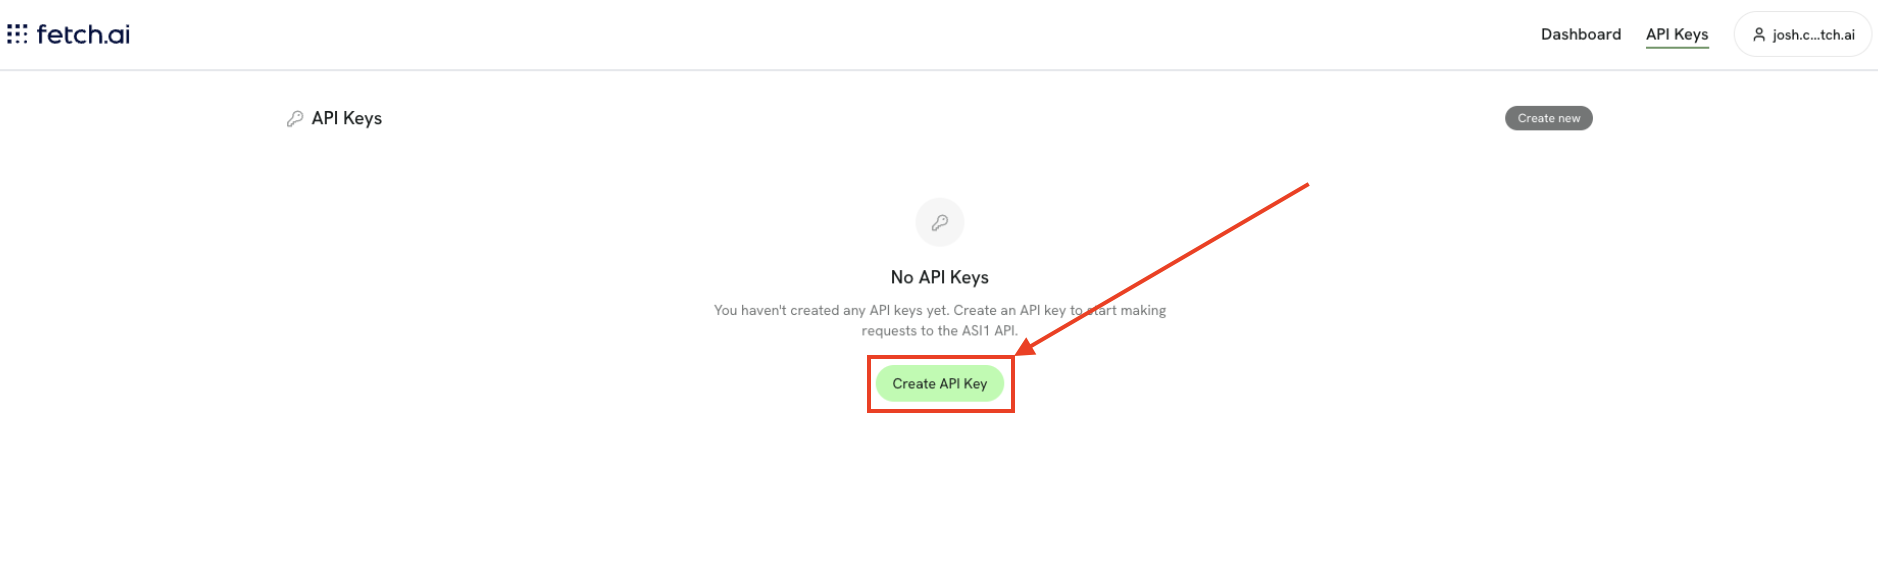 fetch.ai
Dashboard
API Keys
josh.c...tch.ai
API Keys
Create new
No API Keys
You haven't created any API keys yet. Create an API key to start making
requests to the ASI1 API.
Create API Key